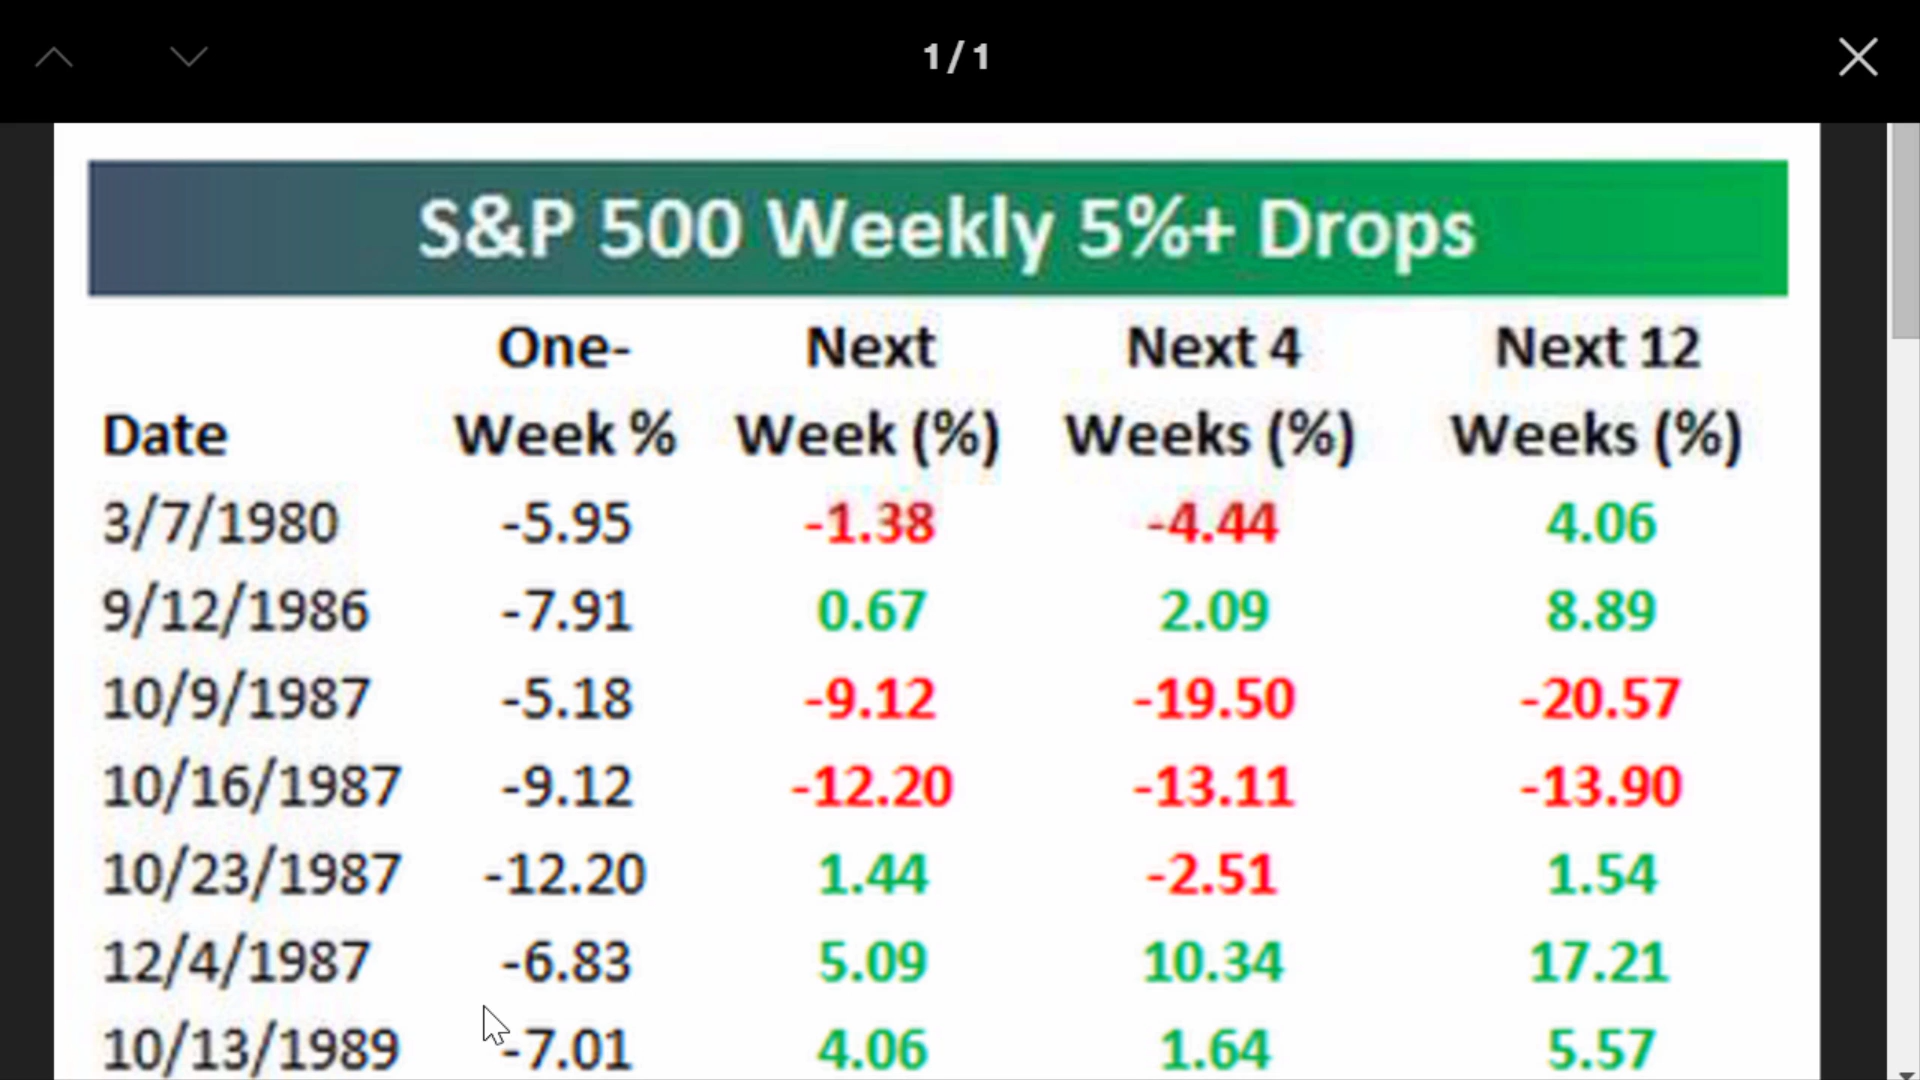 1/1
S&P 500 Weekly 5%+ Drops
One- Next Next 4 Next 12
Date Week % Week (%) Weeks (%) Weeks (%)
3/7/1980 -5.95 -1.38 -4.44 4.06
9/12/1986 -7.91 0.67 2.09 8.89
10/9/1987 -5.18 -9.12 -19.50 -20.57
10/16/1987 -9.12 -12.20 -13.11 -13.90
10/23/1987 -12.20 1.44 -2.51 1.54
12/4/1987 -6.83 5.09 10.34 17.21
10/13/1989 -7.01 4.06 1.64 5.57